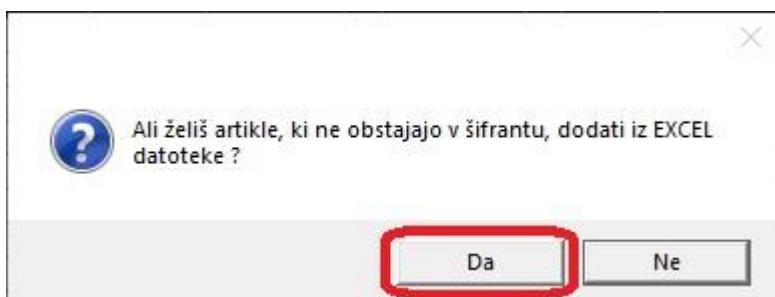 Ali želiš artikle, ki ne obstajajo v šifrantu, dodati iz EXCEL
datoteke ?
Da
Ne